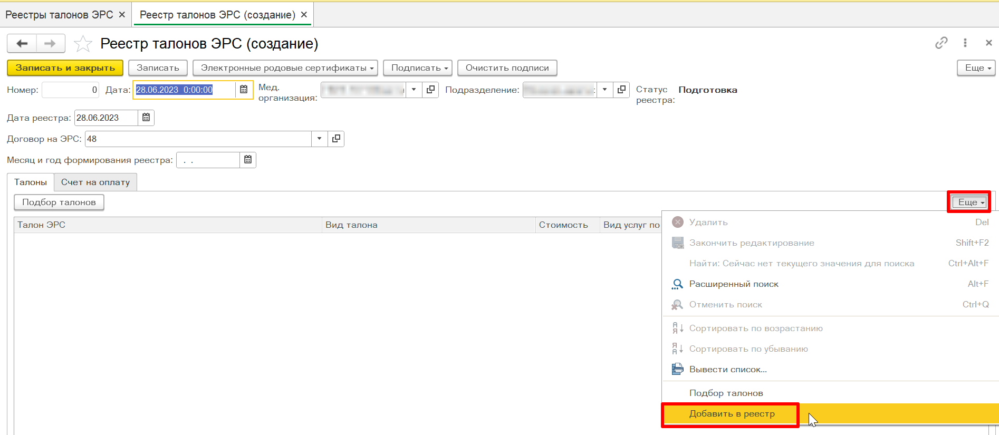 Реестры талонов ЭРС ×
Реестр талонов ЭРС (создание) ×
Реестр талонов ЭРС (создание)
Записать и закрыть
Записать
Электронные родовые сертификаты
Подписать
Очистить подписи
Еще
Номер: 0
Дата: 28.06.2023 0:00:00
Мед.
организация:
Подразделение:
Статус
реестра:
Подготовка
Дата реестра: 28.06.2023
Договор на ЭРС: 48
Месяц и год формирования реестра: . .
Талоны
Счет на оплату
Подбор талонов
Еще
Талон ЭРС
Вид талона
Стоимость
Вид услуг по
Удалить Del
Закончить редактирование Shift+F2
Найти: Сейчас нет текущего значения для поиска Ctrl+Alt+F
Расширенный поиск Alt+F
Отменить поиск Ctrl+Q
Сортировать по возрастанию
Сортировать по убыванию
Вывести список...
Подбор талонов
Добавить в реестр